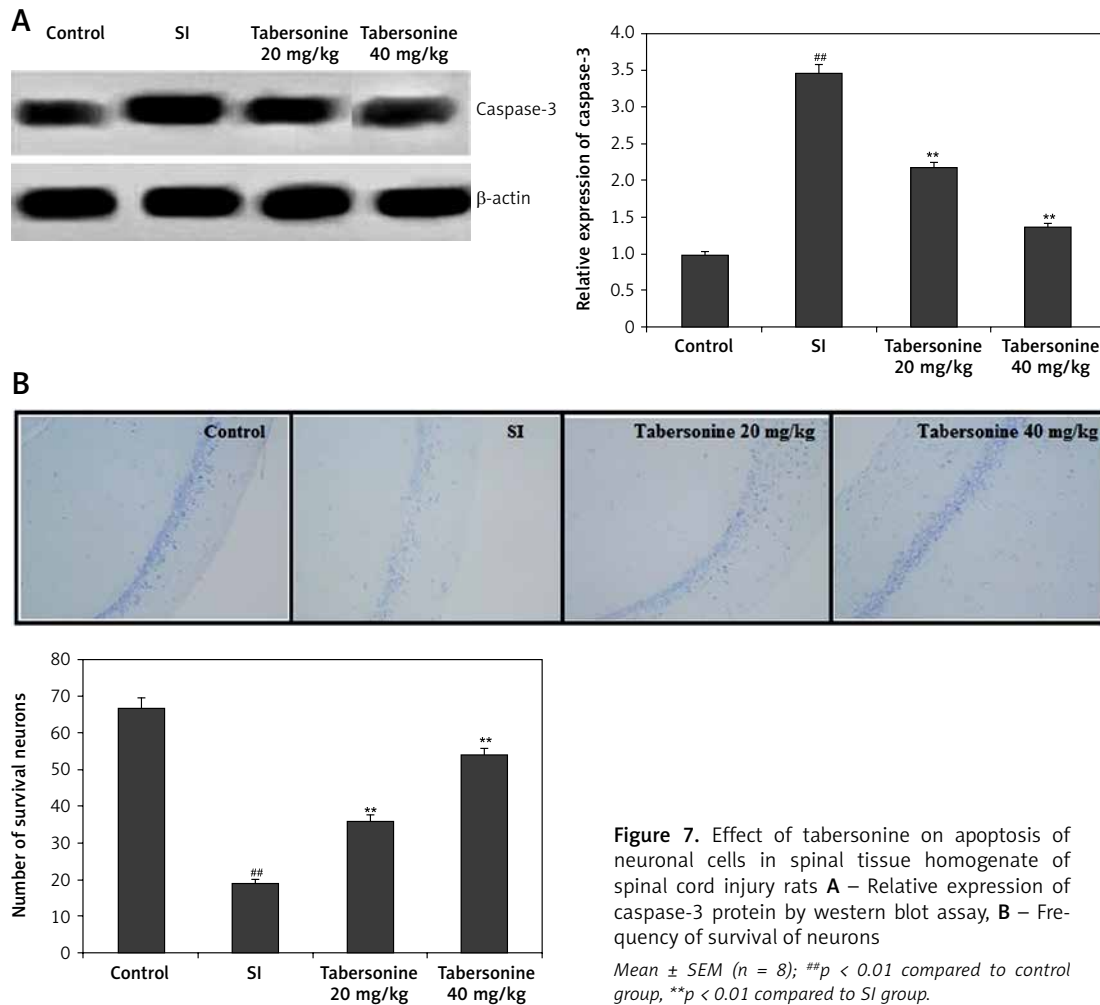 A
Control SI Tabersonine Tabersonine
20 mg/kg 40 mg/kg
Caspase-3
β-actin
Relative expression of caspase-3
4.0
3.5
3.0
2.5
2.0
1.5
1.0
0.5
0
##
**
**
Control SI Tabersonine Tabersonine
20 mg/kg 40 mg/kg
B
Control SI Tabersonine 20 mg/kg Tabersonine 40 mg/kg
Number of survival neurons
80
70
60
50
40
30
20
10
0
##
**
**
Control SI Tabersonine Tabersonine
20 mg/kg 40 mg/kg
Figure 7. Effect of tabersonine on apoptosis of
neuronal cells in spinal tissue homogenate of
spinal cord injury rats A – Relative expression of
caspase-3 protein by western blot assay, B – Fre-
quency of survival of neurons
Mean ± SEM (n = 8); ##p < 0.01 compared to control
group, **p < 0.01 compared to SI group.